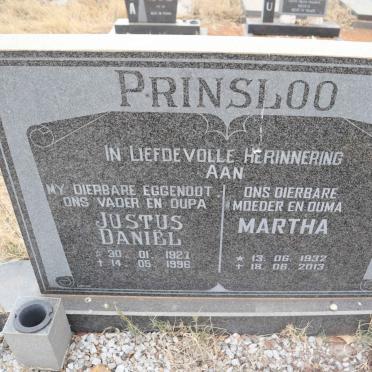 PRINSLOO
IN LIEFDEVOLLE HERINNERING
AAN
MY DIERBARE EGGENOOT
ONS VADER EN OUPA
JUSTUS
DANIËL
☆ 30. 01. 1927
+ 14. 05. 1996
ONS DIERBARE
MOEDER EN OUMA
MARTHA
★ 13. 06. 1932
+ 18. 06. 2013